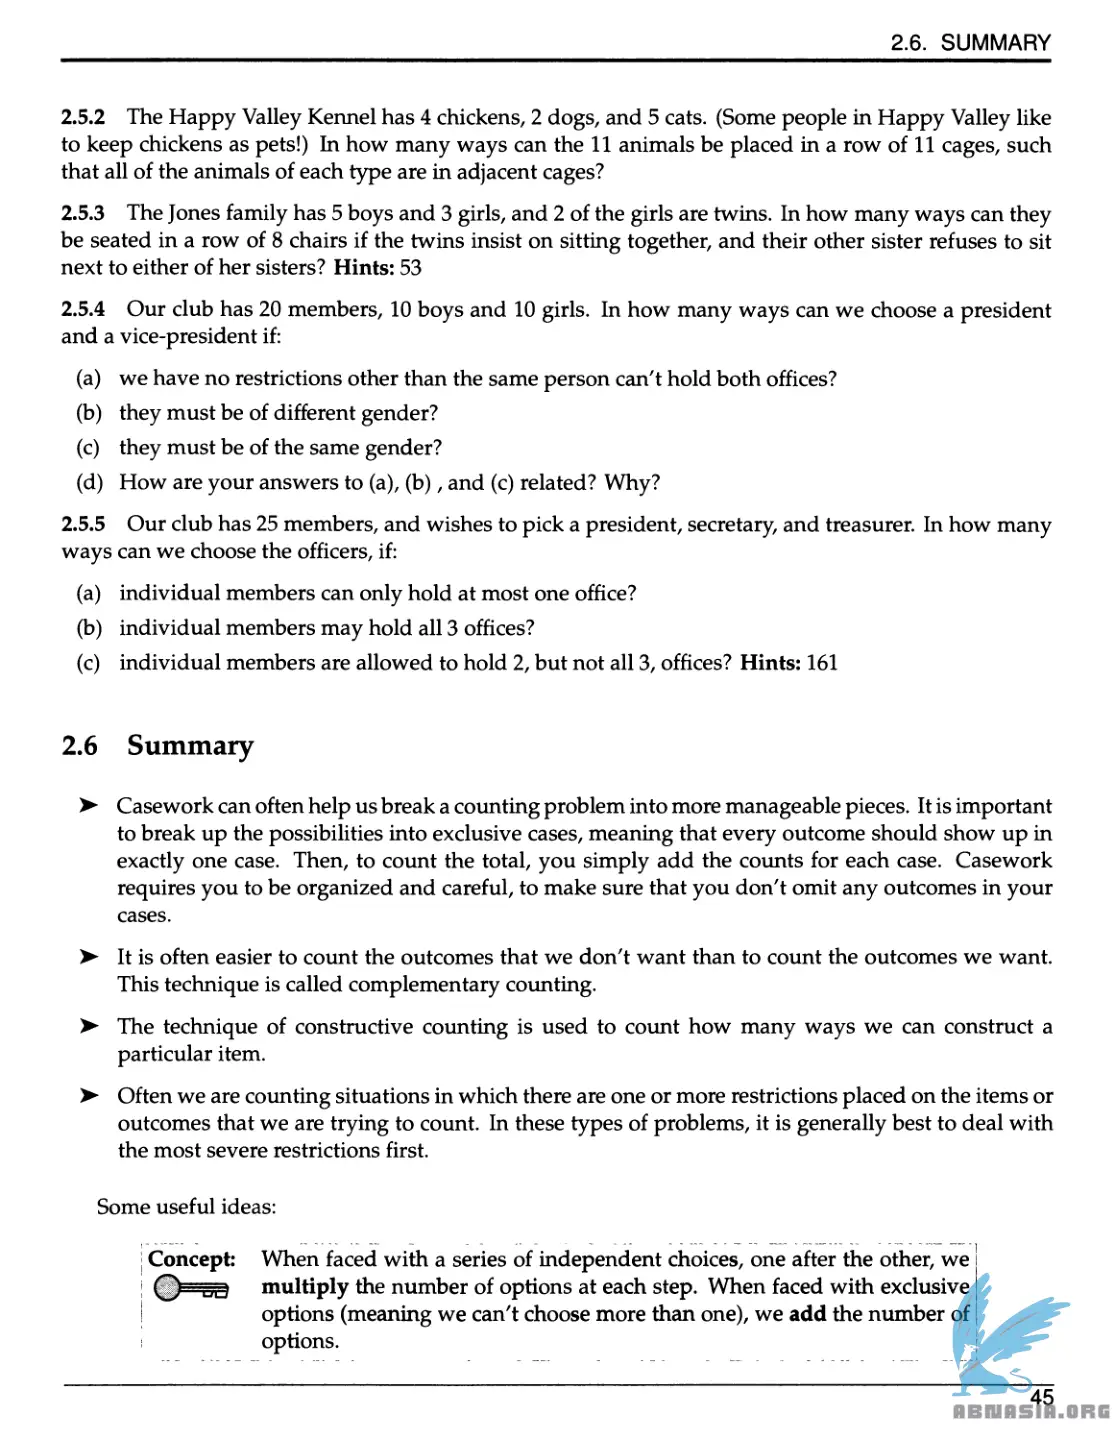 2.6. SUMMARY
2.5.2 The Happy Valley Kennel has 4 chickens, 2 dogs, and 5 cats. (Some people in Happy Valley like
to keep chickens as pets!) In how many ways can the 11 animals be placed in a row of 11 cages, such
that all of the animals of each type are in adjacent cages?
2.5.3 The Jones family has 5 boys and 3 girls, and 2 of the girls are twins. In how many ways can they
be seated in a row of 8 chairs if the twins insist on sitting together, and their other sister refuses to sit
next to either of her sisters? Hints: 53
2.5.4 Our club has 20 members, 10 boys and 10 girls. In how many ways can we choose a president
and a vice-president if:
(a) we have no restrictions other than the same person can't hold both offices?
(b) they must be of different gender?
(c) they must be of the same gender?
(d) How are your answers to (a), (b) , and (c) related? Why?
2.5.5 Our club has 25 members, and wishes to pick a president, secretary, and treasurer. In how many
ways can we choose the officers, if:
(a) individual members can only hold at most one office?
(b) individual members may hold all 3 offices?
(c) individual members are allowed to hold 2, but not all 3, offices? Hints: 161
2.6 Summary
➤ Casework can often help us break a counting problem into more manageable pieces. It is important
to break up the possibilities into exclusive cases, meaning that every outcome should show up in
exactly one case. Then, to count the total, you simply add the counts for each case. Casework
requires you to be organized and careful, to make sure that you don't omit any outcomes in your
cases.
➤ It is often easier to count the outcomes that we don't want than to count the outcomes we want.
This technique is called complementary counting.
➤ The technique of constructive counting is used to count how many ways we can construct a
particular item.
➤ Often we are counting situations in which there are one or more restrictions placed on the items or
outcomes that we are trying to count. In these types of problems, it is generally best to deal with
the most severe restrictions first.
Some useful ideas:
Concept: When faced with a series of independent choices, one after the other, we
multiply the number of options at each step. When faced with exclusive
options (meaning we can't choose more than one), we add the number of
options.
45
ABNASIA.ORG